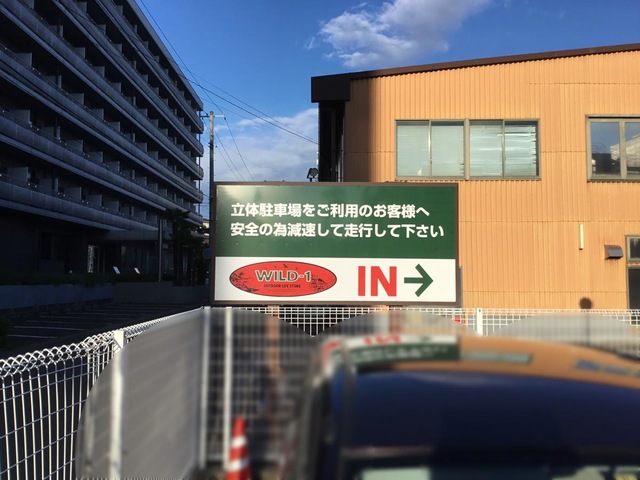 立体駐車場をご利用のお客様へ
安全の為減速して走行して下さい
WILD-1
OUTDOOR LIFE STORE
IN→